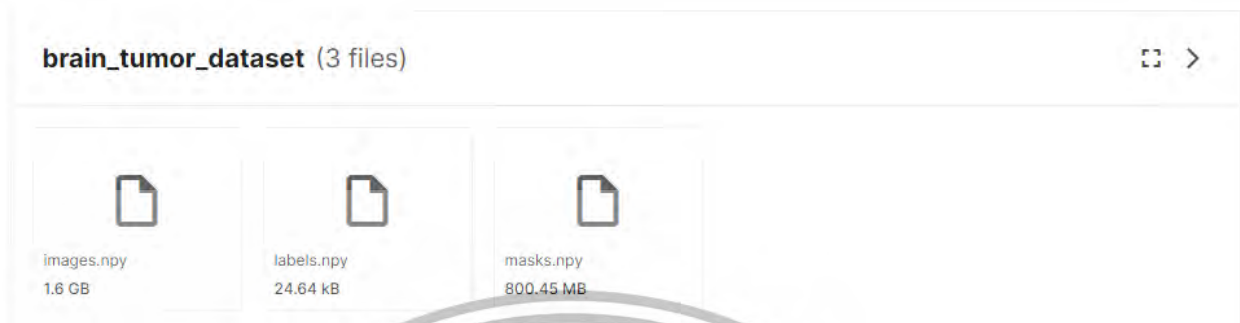 brain_tumor_dataset (3 files)
images.npy
1.6 GB
labels.npy
24.64 kB
masks.npy
800.45 MB